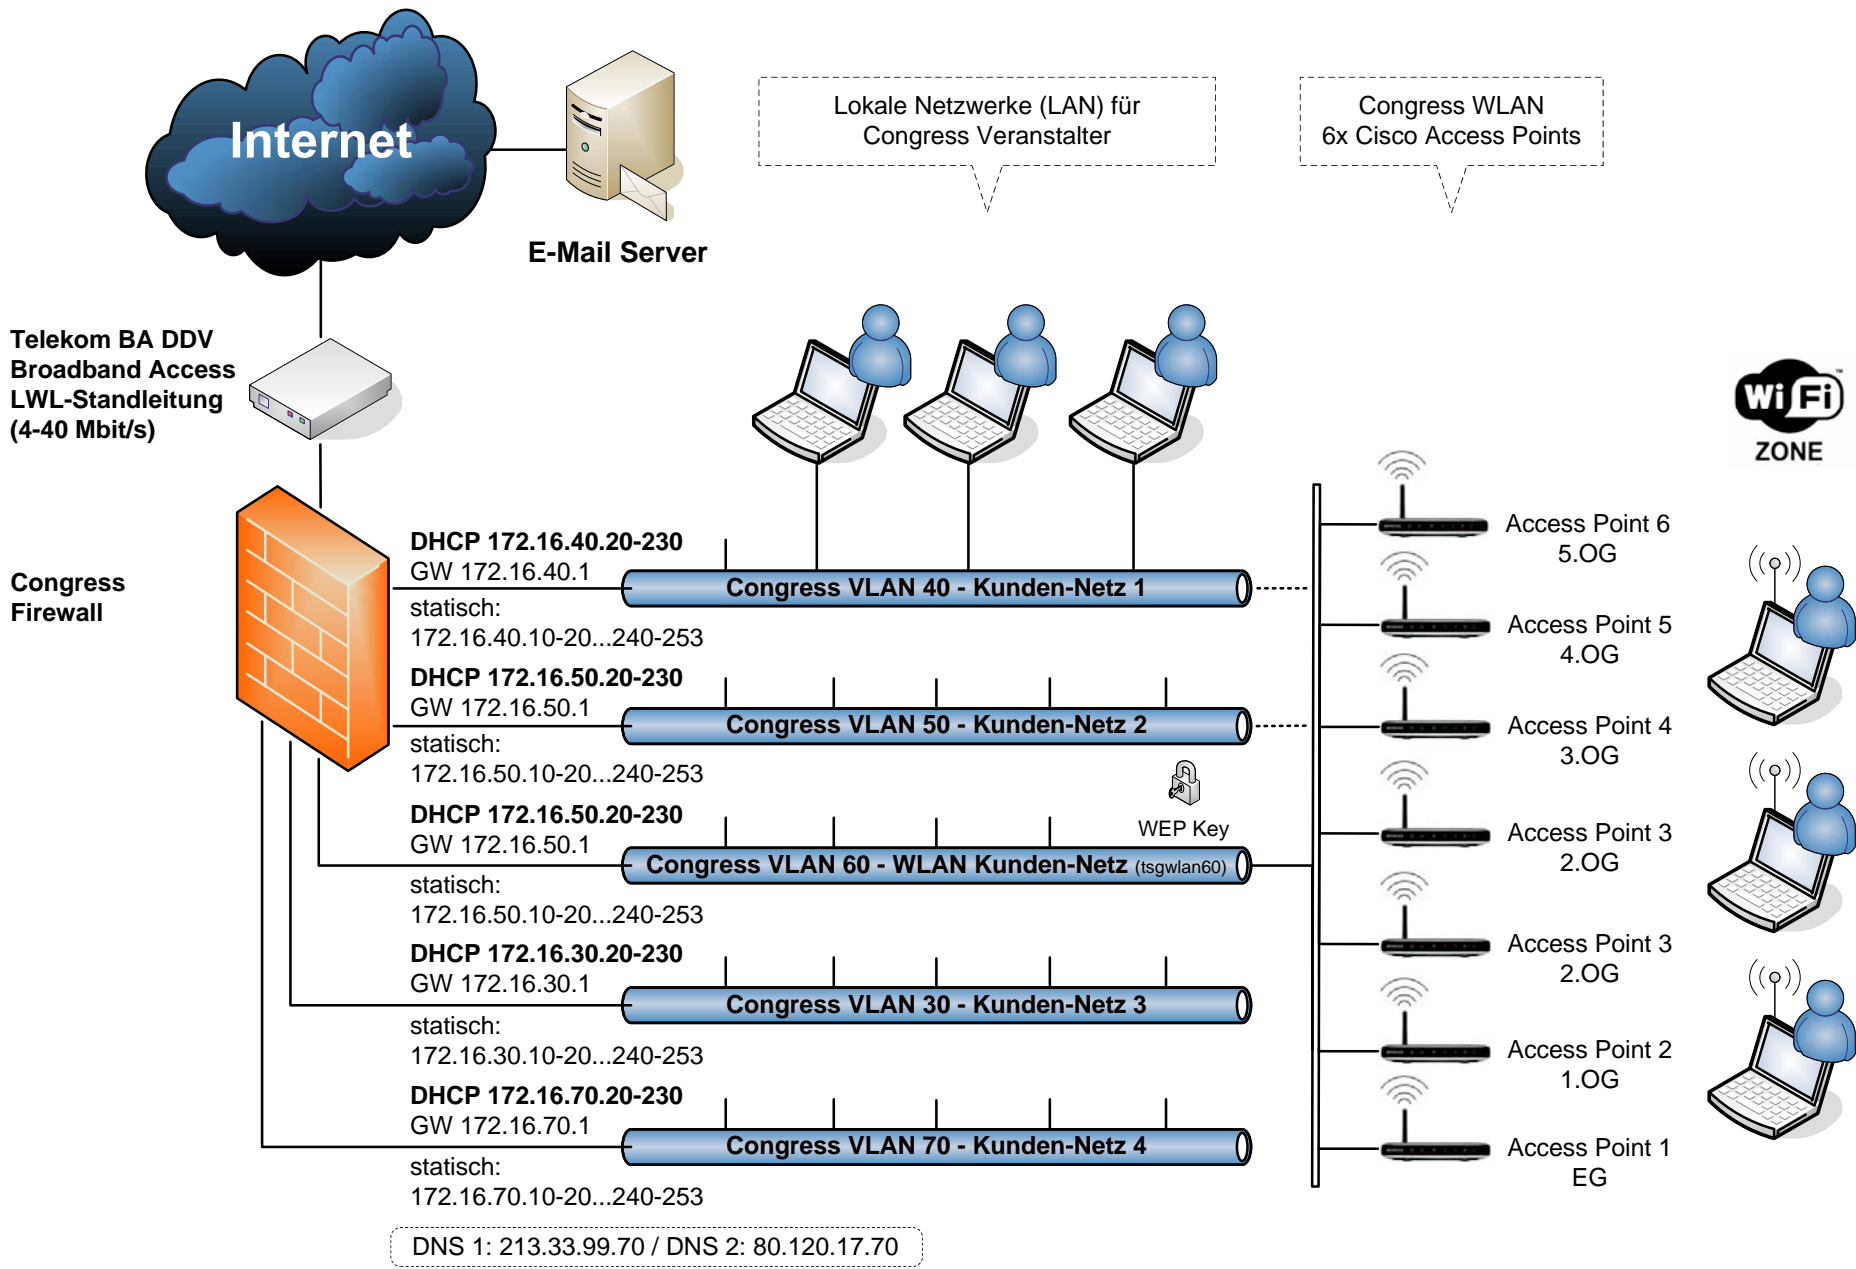 Internet
E-Mail Server
Lokale Netzwerke (LAN) für
Congress Veranstalter
Congress WLAN
6x Cisco Access Points
Telekom BA DDV
Broadband Access
LWL-Standleitung
(4-40 Mbit/s)
Wi Fi
™
ZONE
Congress
Firewall
DHCP 172.16.40.20-230
GW 172.16.40.1
Congress VLAN 40 - Kunden-Netz 1
statisch:
172.16.40.10-20...240-253
DHCP 172.16.50.20-230
GW 172.16.50.1
Congress VLAN 50 - Kunden-Netz 2
statisch:
172.16.50.10-20...240-253
DHCP 172.16.50.20-230
GW 172.16.50.1
WEP Key
Congress VLAN 60 - WLAN Kunden-Netz (tsgwlan60)
statisch:
172.16.50.10-20...240-253
DHCP 172.16.30.20-230
GW 172.16.30.1
Congress VLAN 30 - Kunden-Netz 3
statisch:
172.16.30.10-20...240-253
DHCP 172.16.70.20-230
GW 172.16.70.1
Congress VLAN 70 - Kunden-Netz 4
statisch:
172.16.70.10-20...240-253
DNS 1: 213.33.99.70 / DNS 2: 80.120.17.70
Access Point 6
5.OG
Access Point 5
4.OG
Access Point 4
3.OG
Access Point 3
2.OG
Access Point 3
2.OG
Access Point 2
1.OG
Access Point 1
EG